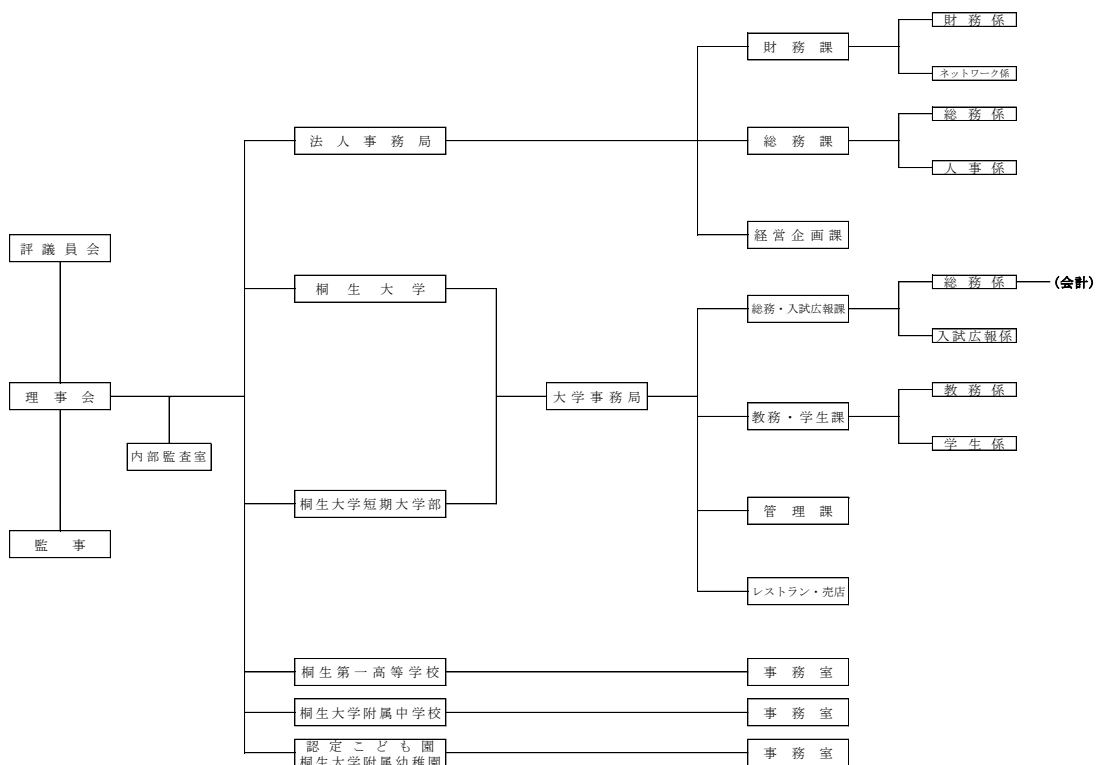 財務係
財務課
ネットワーク係
総務係
法人事務局
総務課
人事係
経営企画課
評議員会
桐生大学
総務係
(会計)
総務・入試広報課
入試広報係
理事会
大学事務局
教務係
教務・学生課
内部監査室
学生係
桐生大学短期大学部
管理課
監事
レストラン・売店
桐生第一高等学校
事務室
桐生大学附属中学校
事務室
認定こども園
桐生大学附属幼稚園
事務室